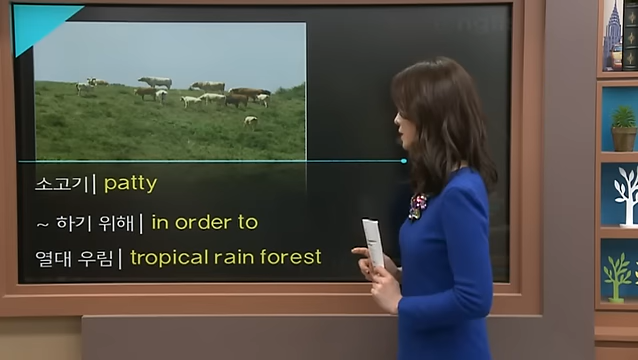 소고기| patty
~ 하기 위해| in order to
열대 우림| tropical rain forest